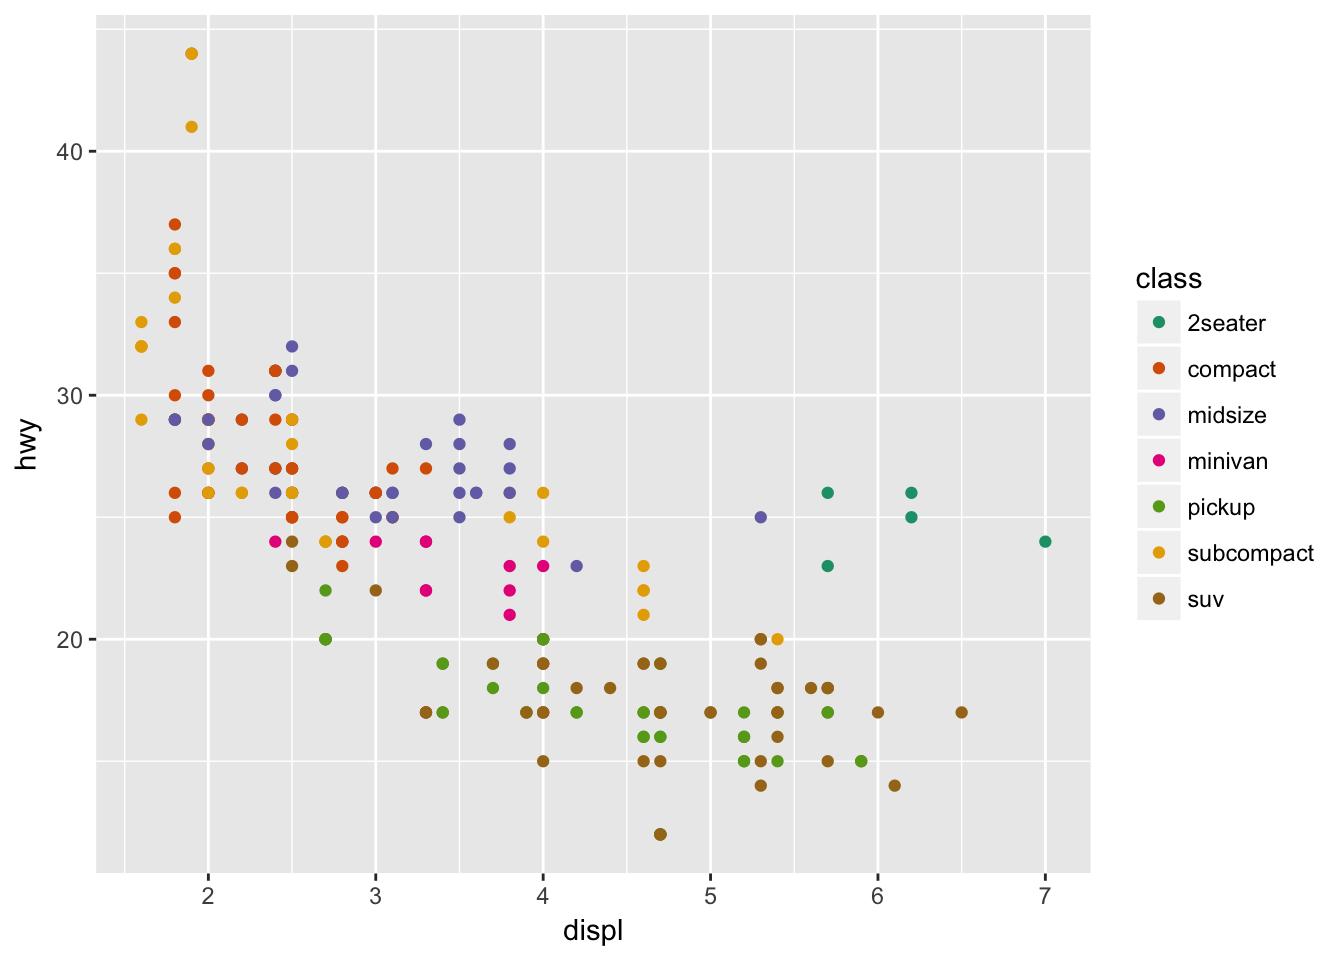 hwy
40
30
20
2 3 4 5 6 7
displ
class
2seater
compact
midsize
minivan
pickup
subcompact
suv